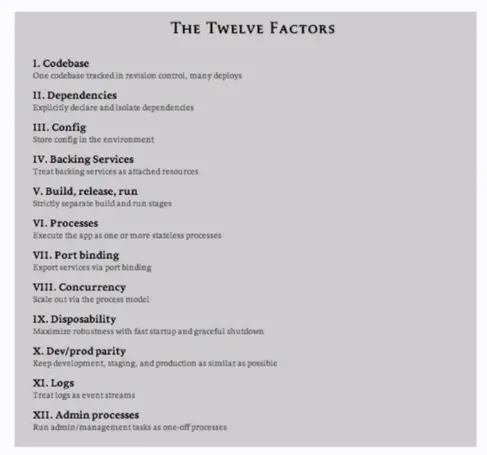 The Twelve Factors
I. Codebase
One codebase tracked in revision control, many deploys
II. Dependencies
Explicitly declare and isolate dependencies
III. Config
Store config in the environment
IV. Backing Services
Treat backing services as attached resources
V. Build, release, run
Strictly separate build and run stages
VI. Processes
Execute the app as one or more stateless processes
VII. Port binding
Export services via port binding
VIII. Concurrency
Scale out via the process model
IX. Disposability
Maximize robustness with fast startup and graceful shutdown
X. Dev/prod parity
Keep development, staging, and production as similar as possible
XI. Logs
Treat logs as event streams
XII. Admin processes
Run admin/management tasks as one-off processes